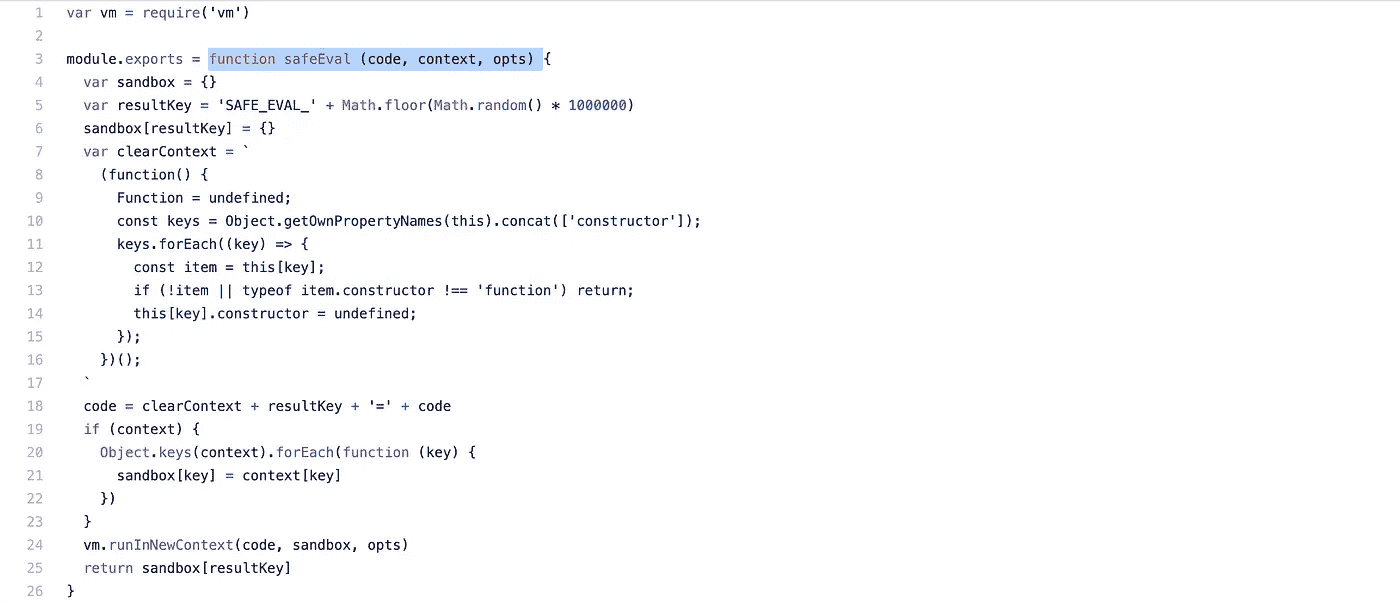 1 var vm = require('vm')
2
3 module.exports = function safeEval (code, context, opts) {
4 var sandbox = {}
5 var resultKey = 'SAFE_EVAL_' + Math.floor(Math.random() * 1000000)
6 sandbox[resultKey] = {}
7 var clearContext = `
8 (function() {
9 Function = undefined;
10 const keys = Object.getOwnPropertyNames(this).concat(['constructor']);
11 keys.forEach((key) => {
12 const item = this[key];
13 if (!item || typeof item.constructor !== 'function') return;
14 this[key].constructor = undefined;
15 });
16 })();
17 `
18 code = clearContext + resultKey + '=' + code
19 if (context) {
20 Object.keys(context).forEach(function (key) {
21 sandbox[key] = context[key]
22 })
23 }
24 vm.runInNewContext(code, sandbox, opts)
25 return sandbox[resultKey]
26 }